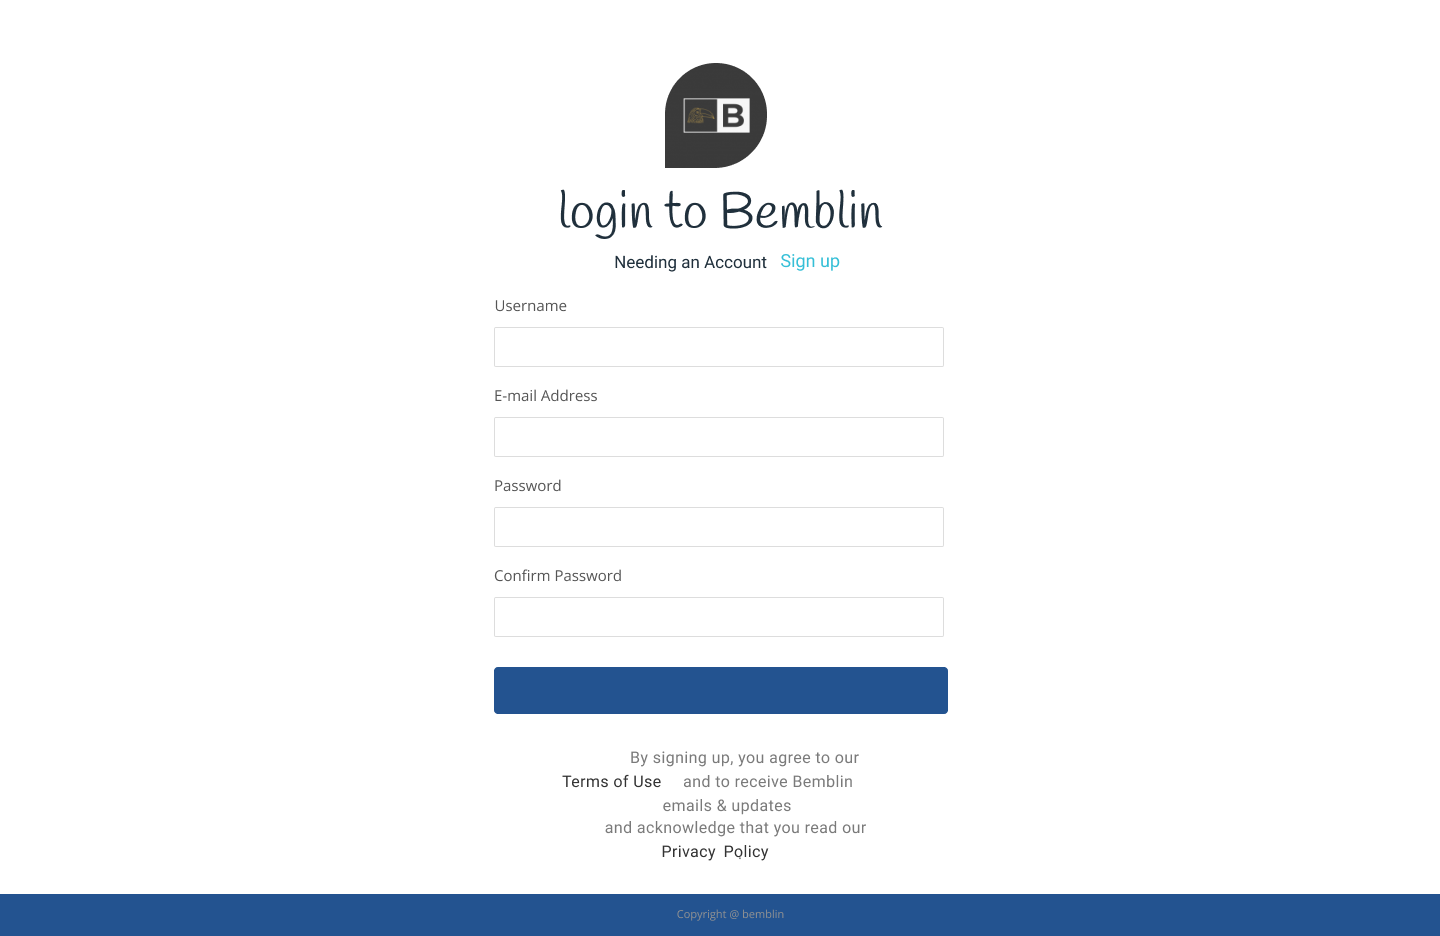 B
login to Bemblin
Needing an Account Sign up
Username
E-mail Address
Password
Confirm Password
By signing up, you agree to our
Terms of Use and to receive Bemblin
emails & updates
and acknowledge that you read our
Privacy Policy
Copyright @ bemblin